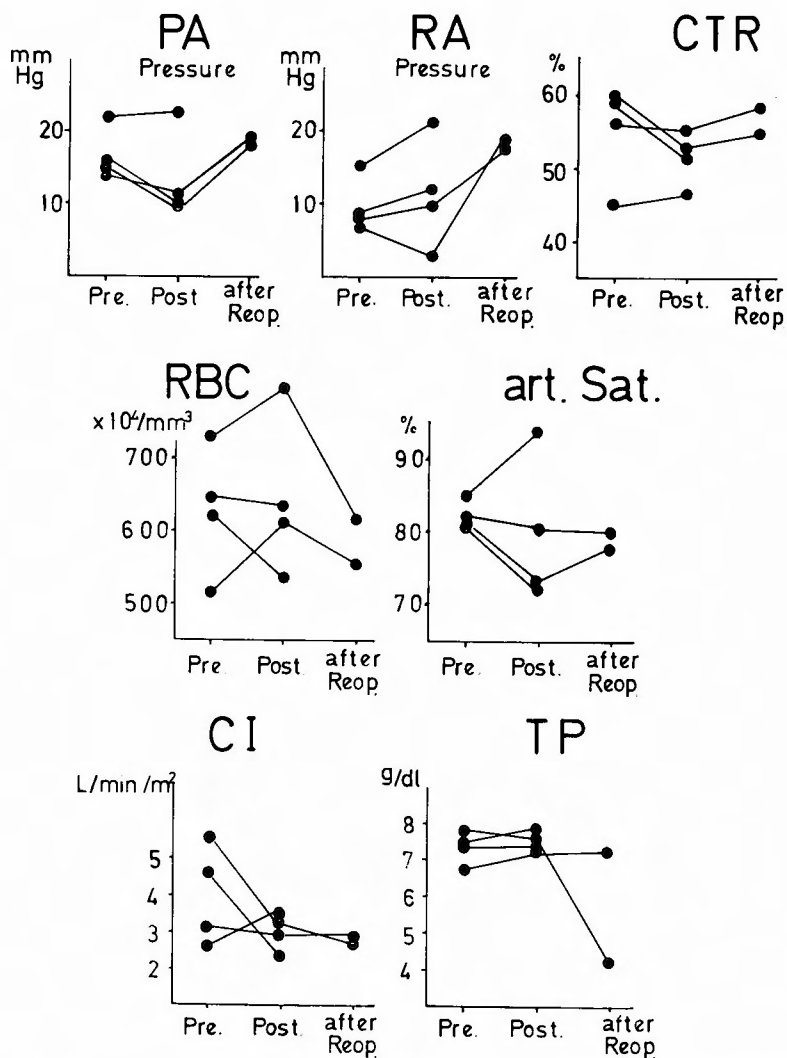 PA
mm
Hg
Pressure
20
10
Pre.
Post.
after
Reop.
RA
mm
Hg
Pressure
20
10
Pre.
Post.
after
Reop.
CTR
%
60
50
40
Pre.
Post.
after
Reop.
RBC
×10⁴/mm³
700
600
500
Pre.
Post.
after
Reop.
art. Sat.
%
90
80
70
Pre.
Post.
after
Reop.
CI
L/min/m²
5
4
3
2
Pre.
Post.
after
Reop.
TP
g/dl
8
7
6
5
4
Pre.
Post.
after
Reop.